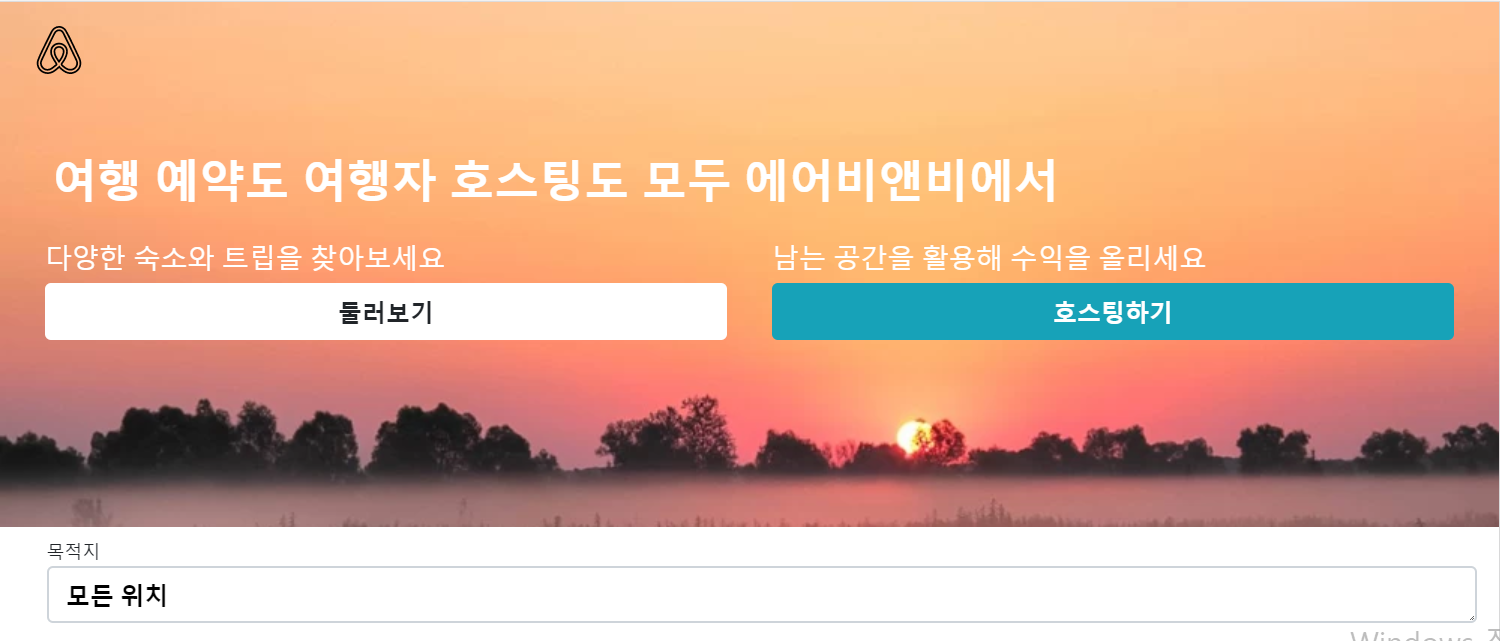 여행 예약도 여행자 호스팅도 모두 에어비앤비에서
다양한 숙소와 트립을 찾아보세요
남는 공간을 활용해 수익을 올리세요
둘러보기
호스팅하기
목적지
모든 위치
Windows